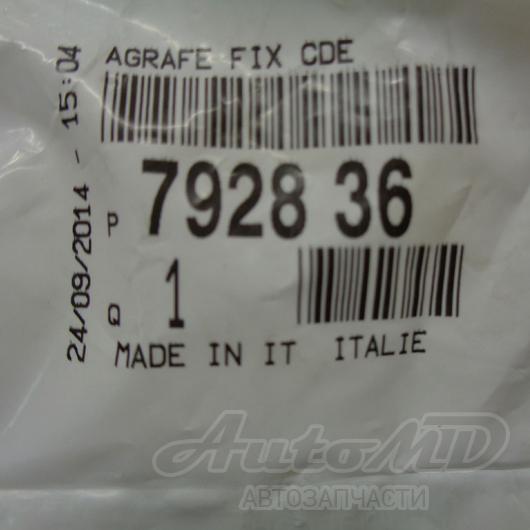 AGRAFE FIX CDE
24/09/2014 - 15:04
P 7928 36
Q 1
MADE IN IT ITALIE
AutoMD
АВТОЗАПЧАСТИ